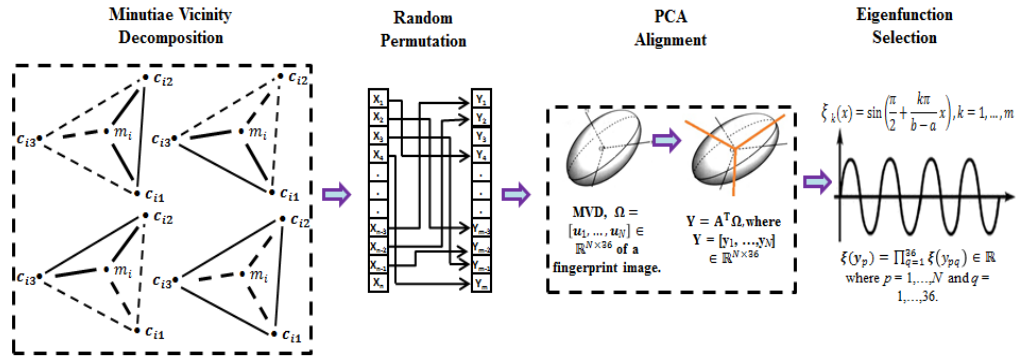 Minutiae Vicinity
Decomposition
Random
Permutation
PCA
Alignment
Eigenfunction
Selection
c_{i2}
c_{i3}
m_i
c_{i1}
c_{i2}
c_{i3}
m_i
c_{i1}
c_{i2}
c_{i3}
m_i
c_{i1}
c_{i2}
c_{i3}
m_i
c_{i1}
X_1
X_2
X_3
X_4
.
.
.
X_{n-3}
X_{n-2}
X_{n-1}
X_n
Y_1
Y_2
Y_3
Y_4
.
.
.
Y_{m-3}
Y_{m-2}
Y_{m-1}
Y_m
MVD, Ω =
[u_1, ..., u_N] ∈
ℝ^{N×36} of a
fingerprint image.
Y = A^T Ω, where
Y = [y_1, ...,y_N]
∈ ℝ^{N×36}
ξ_k(x) = sin(π/2 + kπ/(b−a) x), k = 1, ..., m
ξ(y_p) = ∏_{q=1}^{36} ξ(y_{pq}) ∈ ℝ
where p = 1,...,N and q =
1,...,36.